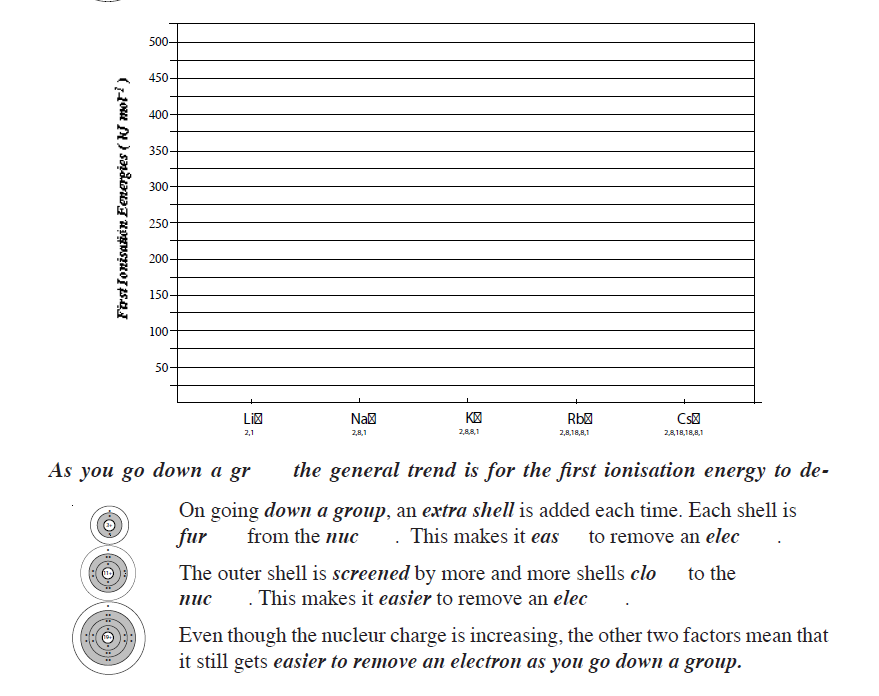 500
450
400
350
300
250
200
150
100
50
First Ionisation Eenergies ( kJ mol-1 )
Li Na K Rb Cs
2,1 2,8,1 2,8,8,1 2,8,18,8,1 2,8,18,18,8,1
As you go down a gr the general trend is for the first ionisation energy to de-
On going down a group, an extra shell is added each time. Each shell is
fur from the nuc . This makes it eas to remove an elec .
3+
The outer shell is screened by more and more shells clo to the
11+
nuc . This makes it easier to remove an elec .
Even though the nucleur charge is increasing, the other two factors mean that
19+
it still gets easier to remove an electron as you go down a group.